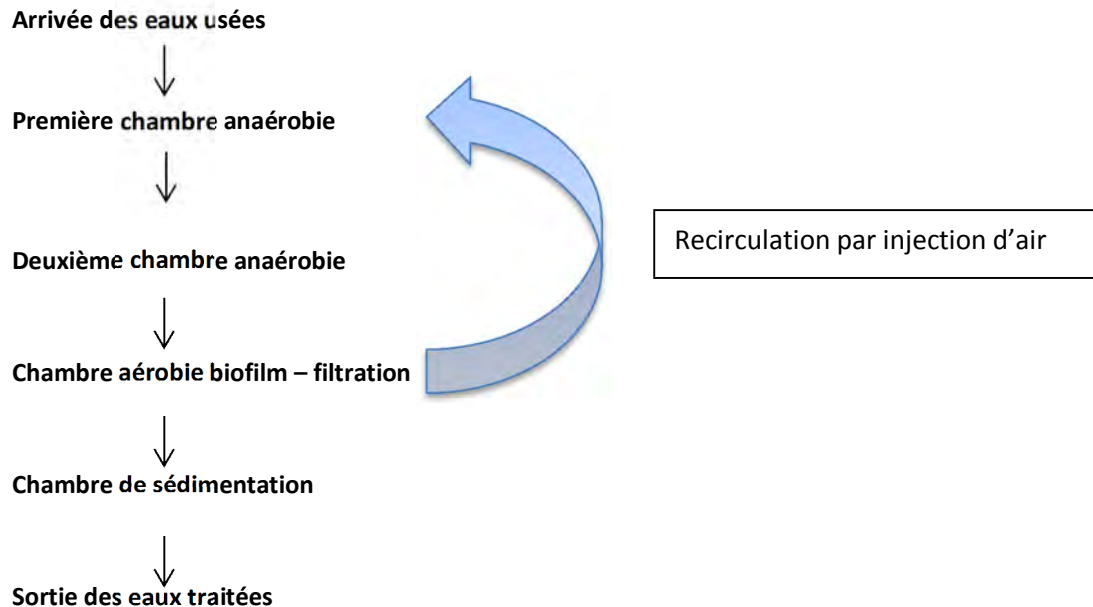 Arrivée des eaux usées
Première chambre anaérobie
Recirculation par injection d’air
Deuxième chambre anaérobie
Chambre aérobie biofilm – filtration
Chambre de sédimentation
Sortie des eaux traitées